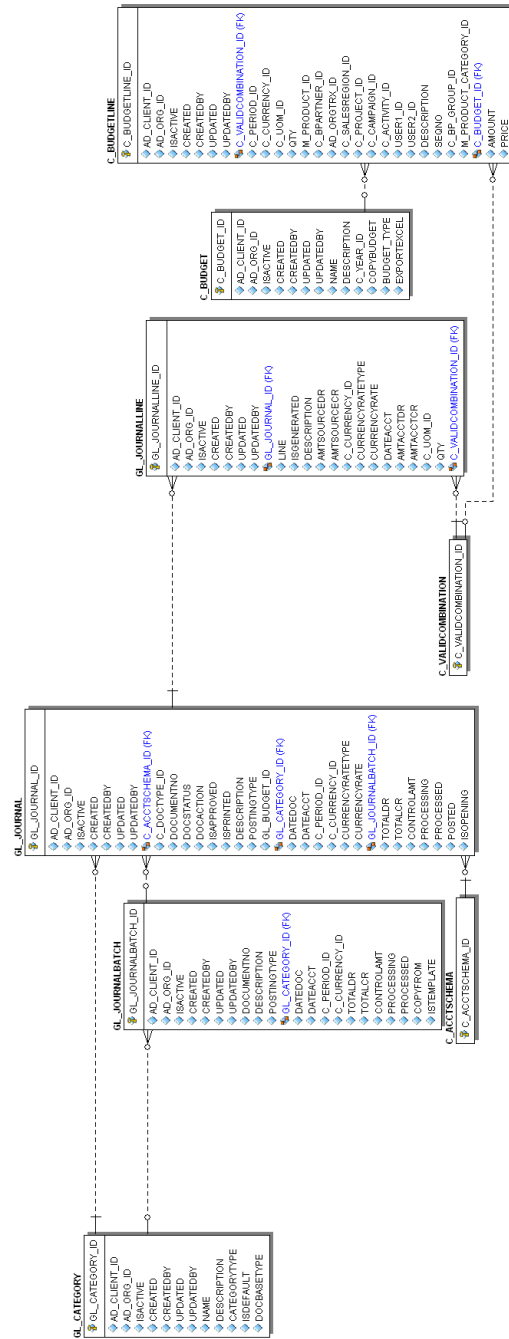 GL_CATEGORY
GL_CATEGORY_ID
AD_CLIENT_ID
AD_ORG_ID
ISACTIVE
CREATED
CREATEDBY
UPDATED
UPDATEDBY
NAME
DESCRIPTION
CATEGORYTYPE
ISDEFAULT
DOCBASETYPE
GL_JOURNALBATCH
GL_JOURNALBATCH_ID
AD_CLIENT_ID
AD_ORG_ID
ISACTIVE
CREATED
CREATEDBY
UPDATED
UPDATEDBY
DOCUMENTNO
DESCRIPTION
POSTINGTYPE
GL_CATEGORY_ID (FK)
DATEDOC
DATEACCT
C_PERIOD_ID
C_CURRENCY_ID
TOTALDR
TOTALCR
CONTROLAMT
PROCESSING
PROCESSED
COPYFROM
ISTEMPLATE
C_ACCTSCHEMA
C_ACCTSCHEMA_ID
GL_JOURNAL
GL_JOURNAL_ID
AD_CLIENT_ID
AD_ORG_ID
ISACTIVE
CREATED
CREATEDBY
UPDATED
UPDATEDBY
C_ACCTSCHEMA_ID (FK)
C_DOCTYPE_ID
DOCUMENTNO
DOCSTATUS
DOCACTION
ISAPPROVED
ISPRINTED
DESCRIPTION
POSTINGTYPE
GL_BUDGET_ID
GL_CATEGORY_ID (FK)
DATEDOC
DATEACCT
C_PERIOD_ID
C_CURRENCY_ID
CURRENCYRATETYPE
CURRENCYRATE
GL_JOURNALBATCH_ID (FK)
TOTALDR
TOTALCR
CONTROLAMT
PROCESSING
PROCESSED
POSTED
ISOPENING
C_VALIDCOMBINATION
C_VALIDCOMBINATION_ID
GL_JOURNALLINE
GL_JOURNALLINE_ID
AD_CLIENT_ID
AD_ORG_ID
ISACTIVE
CREATED
CREATEDBY
UPDATED
UPDATEDBY
GL_JOURNAL_ID (FK)
LINE
ISGENERATED
DESCRIPTION
AMTSOURCEDR
AMTSOURCECR
C_CURRENCY_ID
CURRENCYRATETYPE
CURRENCYRATE
DATEACCT
AMTACCTDR
AMTACCTCR
C_UOM_ID
QTY
C_VALIDCOMBINATION_ID (FK)
C_BUDGET
C_BUDGET_ID
AD_CLIENT_ID
AD_ORG_ID
ISACTIVE
CREATED
CREATEDBY
UPDATED
UPDATEDBY
NAME
DESCRIPTION
C_YEAR_ID
COPYBUDGET
BUDGET_TYPE
EXPORTEXCEL
C_BUDGETLINE
C_BUDGETLINE_ID
AD_CLIENT_ID
AD_ORG_ID
ISACTIVE
CREATED
CREATEDBY
UPDATED
UPDATEDBY
C_VALIDCOMBINATION_ID (FK)
C_PERIOD_ID
C_CURRENCY_ID
C_UOM_ID
QTY
M_PRODUCT_ID
C_BPARTNER_ID
AD_ORGTRX_ID
C_SALESREGION_ID
C_PROJECT_ID
C_CAMPAIGN_ID
C_ACTIVITY_ID
USER1_ID
USER2_ID
DESCRIPTION
SEQNO
C_BP_GROUP_ID
M_PRODUCT_CATEGORY_ID
C_BUDGET_ID (FK)
AMOUNT
PRICE